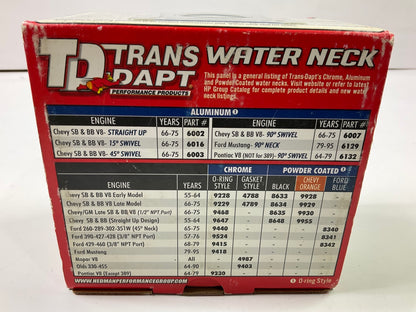 TD TRANS DAPT WATER NECK
PERFORMANCE PRODUCTS
This panel is a general listing of Trans-Dapt's Chrome, Aluminum
and Powder Coated water necks. Visit website or refer to latest
HP Group Catalog for complete product details and new water
neck listings.
ALUMINUM
ENGINE YEAR PART # ENGINE YEAR PART #
Chevy SB & BB V8- STRAIGHT UP 66-75 6002 Chevy SB & BB V8- 90° SWIVEL 66-75 6007
Chevy SB & BB V8- 15° SWIVEL 66-75 6016 Ford Mustang- 90° NECK 79-95 6129
Chevy SB & BB V8- 45° SWIVEL 66-75 6003 Pontiac V8 (NOT for 389)- 90° SWIVEL 64-79 6132
CHROME POWDER COATED
ENGINE YEAR O-RING STYLE GASKET STYLE BLACK CHEVY ORANGE FORD BLUE
Chevy SB & BB V8 Early Model 55-65 9228 4788 8633 9928
Chevy SB & BB V8 Late Model 66-75 9229 4789 8634 9929
Chevy/GM Late SB & BB V8 (1/2" NPT Port) 66-75 9468 8635 9930
Chevy SB & BB (Straight Up Design) 55-75 9647 8648 9955
Ford 260-289-302-351W (45° Neck) 65-75 9440 8340
Ford 390-427-428 (3/8" NPT Port) 57-76 9524 8341
Ford 429-460 (3/8" NPT Port) 68-79 9415 8342
Ford Mustang 79-95 9418
Mopar V8 All 4987
Olds 330-455 64-90 9403
Pontiac V8 (Except 389) 64-79 9230
WWW.HEDMANPERFORMANCEGROUP.COM O-ring Style